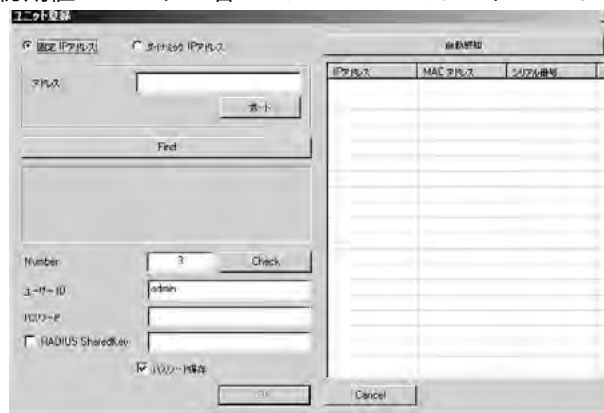 ユニット登録
固定 IPアドレス
ダイナミック IPアドレス
自動感知
アドレス
ポート
IPアドレス
MAC アドレス
シリアル番号
Find
Number
3
Check
ユーザー ID
admin
パスワード
RADIUS SharedKey
パスワード保存
OK
Cancel